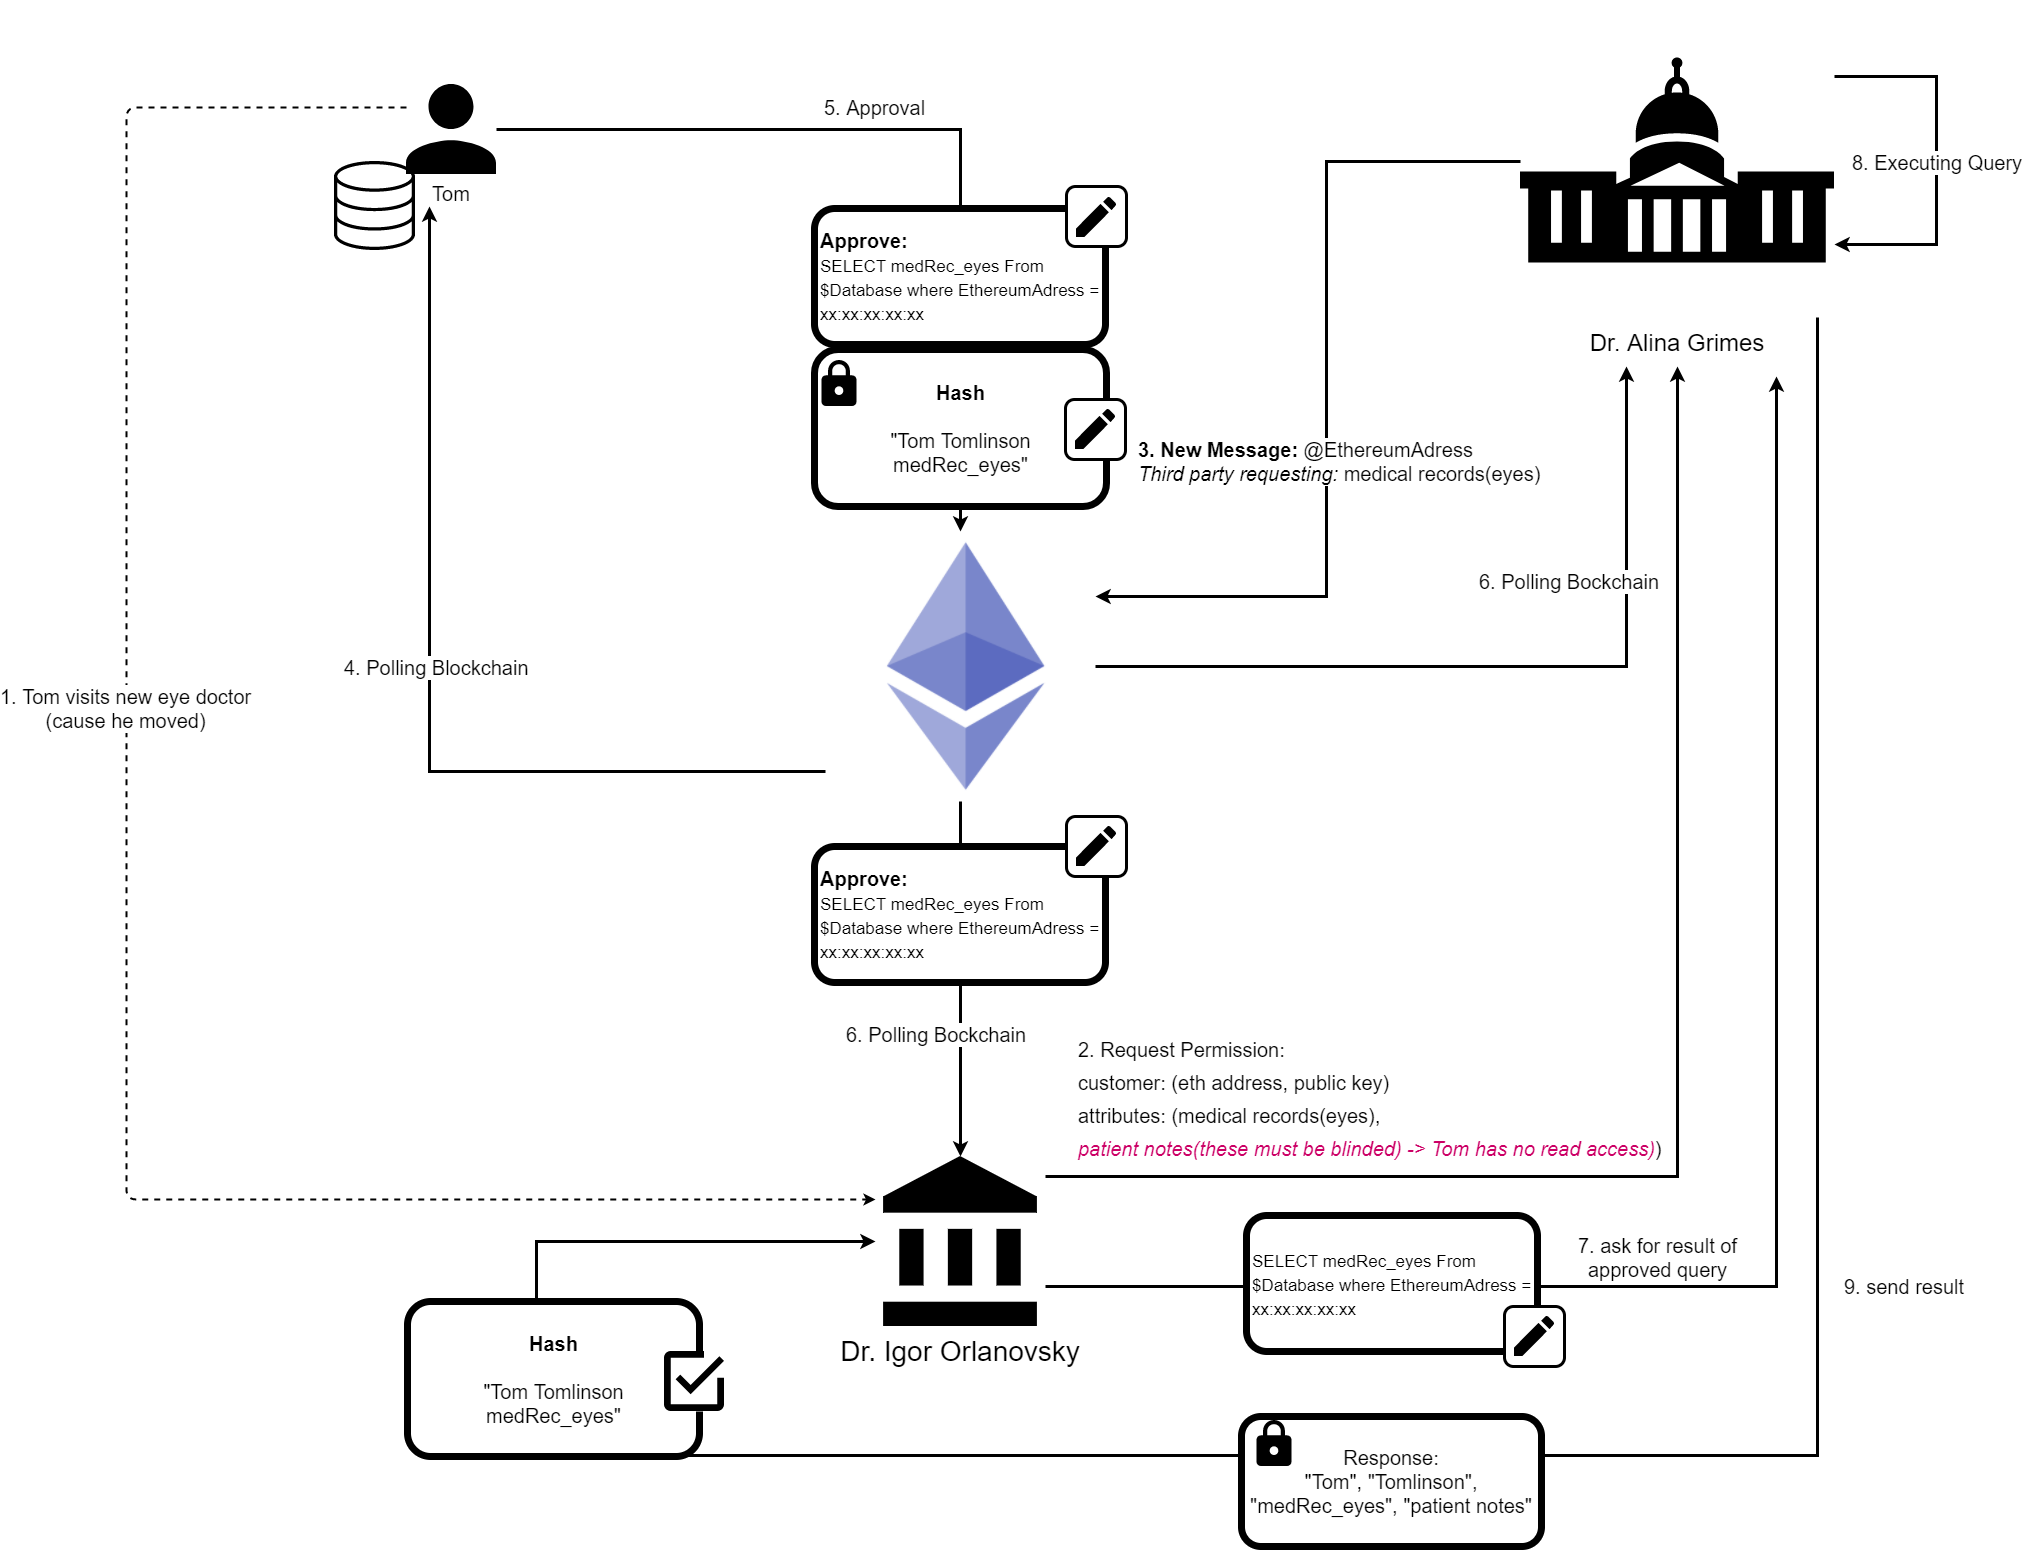 5. Approval
8. Executing Query
Tom
Approve:
SELECT medRec_eyes From
$Database where EthereumAdress =
xx:xx:xx:xx:xx
Dr. Alina Grimes
Hash
"Tom Tomlinson
medRec_eyes"
3. New Message: @EthereumAdress
Third party requesting: medical records(eyes)
6. Polling Bockchain
4. Polling Blockchain
1. Tom visits new eye doctor
(cause he moved)
Approve:
SELECT medRec_eyes From
$Database where EthereumAdress =
xx:xx:xx:xx:xx
6. Polling Bockchain
2. Request Permission:
customer: (eth address, public key)
attributes: (medical records(eyes),
patient notes(these must be blinded) -> Tom has no read access))
SELECT medRec_eyes From
$Database where EthereumAdress =
xx:xx:xx:xx:xx
7. ask for result of
approved query
9. send result
Dr. Igor Orlanovsky
Hash
"Tom Tomlinson
medRec_eyes"
Response:
"Tom", "Tomlinson",
"medRec_eyes", "patient notes"